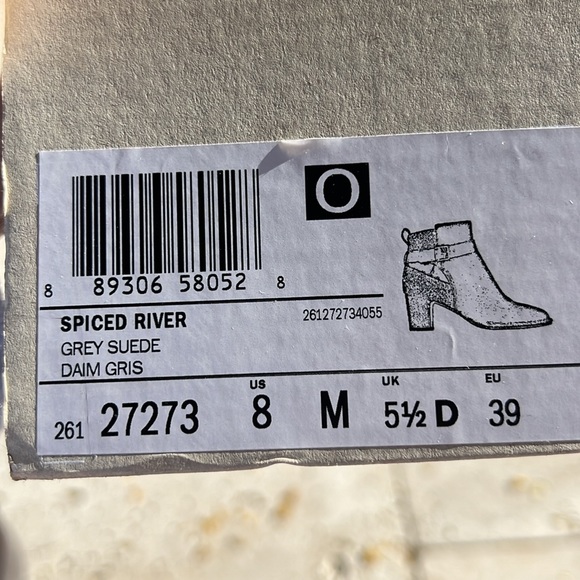 O
8 89306 58052 8
SPICED RIVER 261272734055
GREY SUEDE
DAIM GRIS
US UK EU
261 27273 8 M 5½ D 39